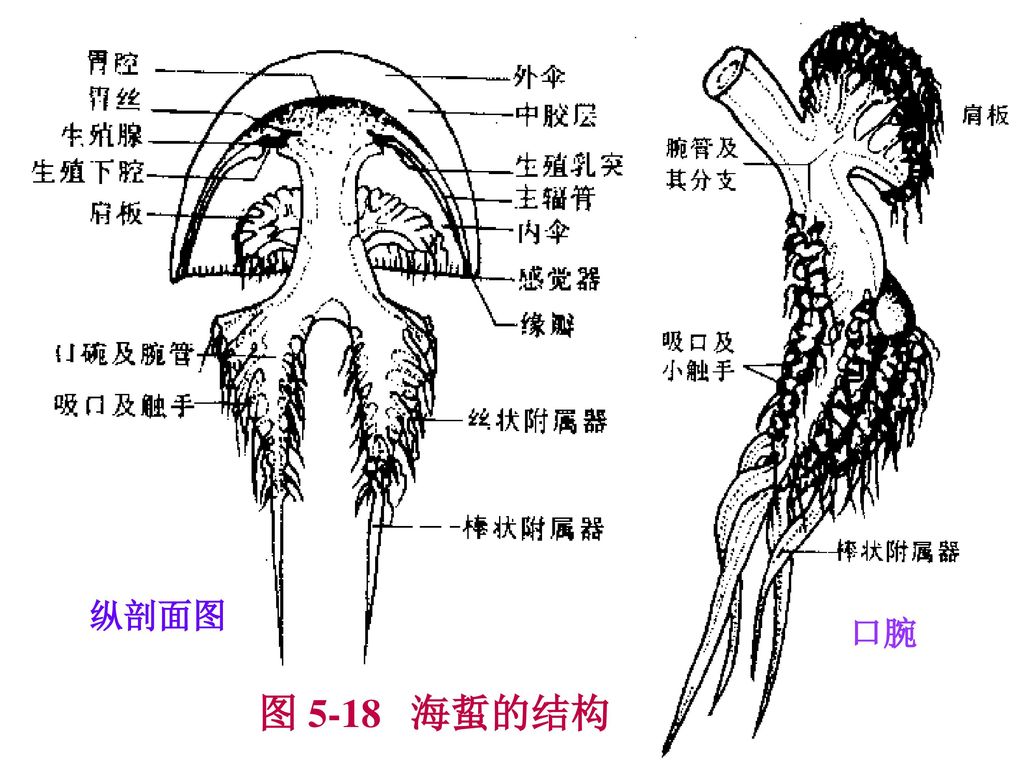 胃腔
胃丝
生殖腺
生殖下腔
肩板
口碗及腕管
吸口及触手
外伞
中胶层
生殖乳突
主辐管
内伞
感觉器
缘瓣
丝状附属器
棒状附属器
纵剖面图
肩板
腕管及
其分支
吸口及
小触手
棒状附属器
口腕
图 5-18 海蜇的结构